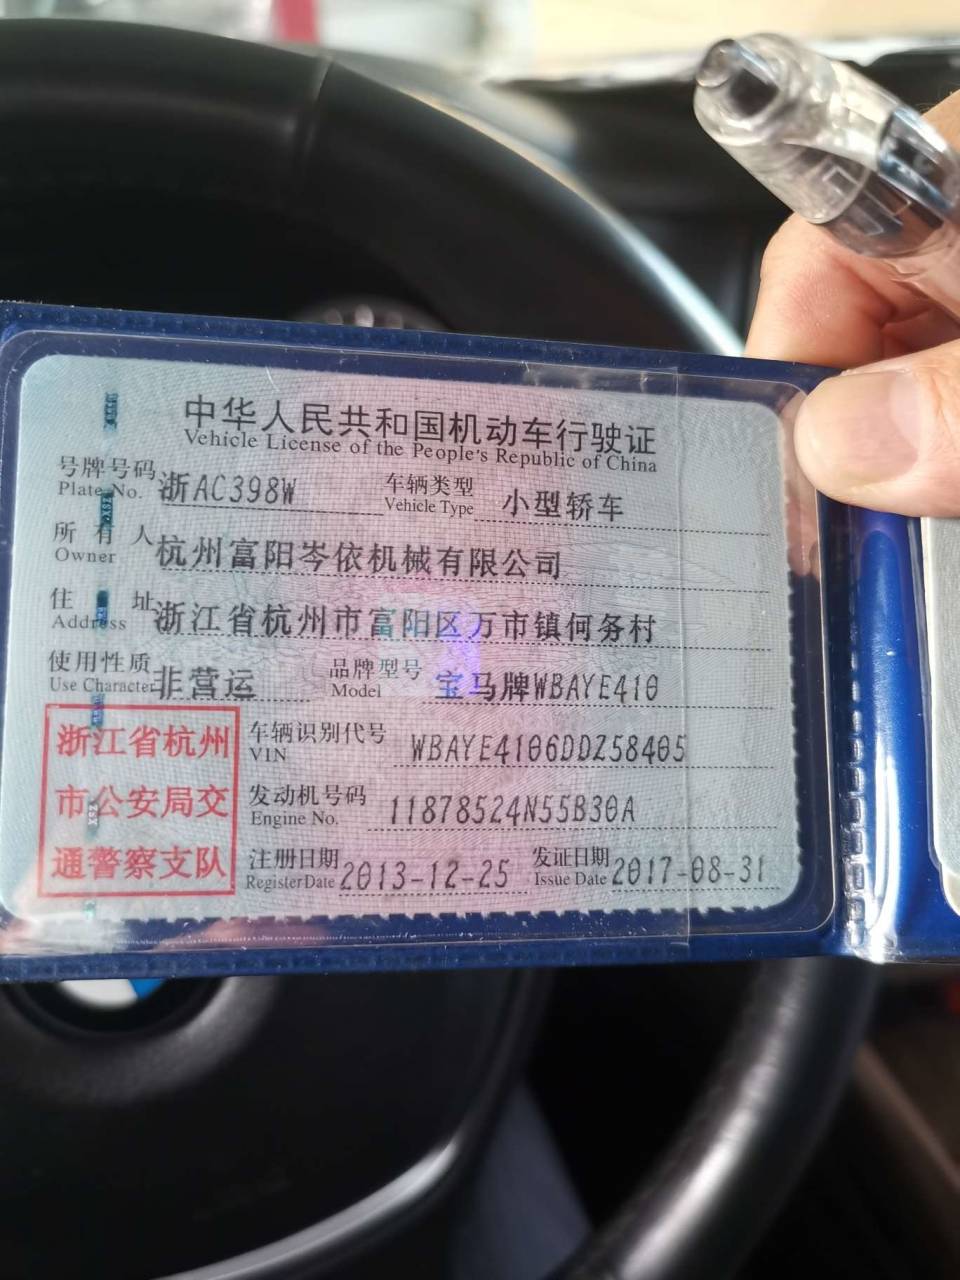 中华人民共和国机动车行驶证
Vehicle License of the People's Republic of China
号牌号码 浙AC398W 车辆类型 小型轿车
Plate No. Vehicle Type
所有人 杭州富阳岑依机械有限公司
Owner
住址 浙江省杭州市富阳区万市镇何务村
Address
使用性质 非营运 品牌型号 宝马牌WBAYE410
Use Character Model
浙江省杭州
市公安局交
通警察支队
车辆识别代号 WBAYE4106DDZ58405
VIN
发动机号码 11878524N55B30A
Engine No.
注册日期 2013-12-25 发证日期 2017-08-31
Register Date Issue Date